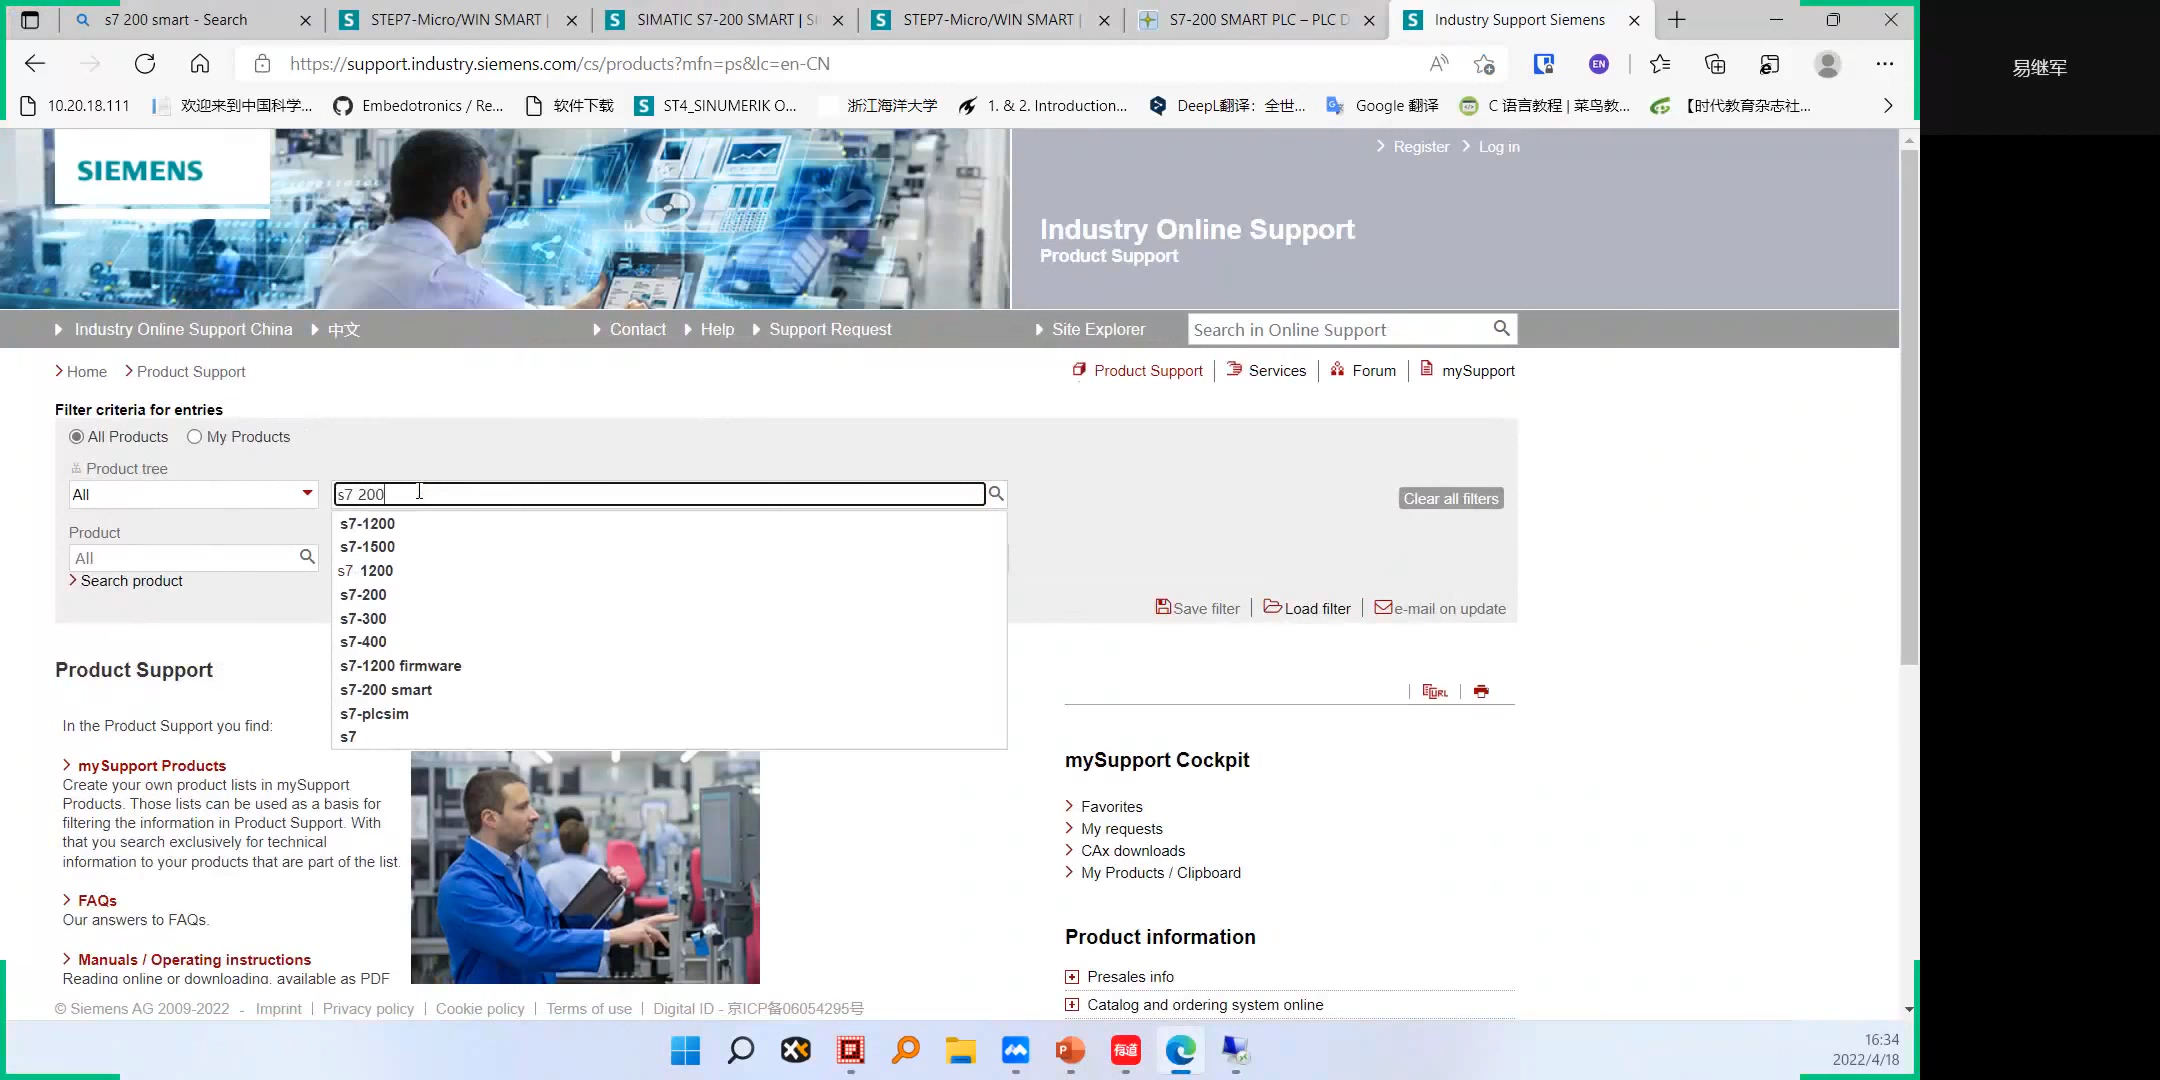 s7 200 smart - Search
STEP7-Micro/WIN SMART |
SIMATIC S7-200 SMART | S
STEP7-Micro/WIN SMART |
S7-200 SMART PLC – PLC D
Industry Support Siemens
https://support.industry.siemens.com/cs/products?mfn=ps&lc=en-CN
EN
10.20.18.111
欢迎来到中国科学...
Embedotronics / Re...
软件下载
ST4_SINUMERIK O...
浙江海洋大学
1. & 2. Introduction...
DeepL翻译：全世...
Google 翻译
C 语言教程 | 菜鸟教...
【时代教育杂志社...
易继军
SIEMENS
Register
Log in
Industry Online Support
Product Support
Industry Online Support China
中文
Contact
Help
Support Request
Site Explorer
Search in Online Support
Home
Product Support
Product Support
Services
Forum
mySupport
Filter criteria for entries
All Products
My Products
Product tree
All
s7 200
Clear all filters
Product
All
Search product
s7-1200
s7-1500
s7 1200
s7-200
s7-300
s7-400
s7-1200 firmware
s7-200 smart
s7-plcsim
s7
Save filter
Load filter
e-mail on update
Product Support
URL
In the Product Support you find:
mySupport Products
Create your own product lists in mySupport
Products. Those lists can be used as a basis for
filtering the information in Product Support. With
that you search exclusively for technical
information to your products that are part of the list.
FAQs
Our answers to FAQs.
Manuals / Operating instructions
Reading online or downloading, available as PDF
mySupport Cockpit
Favorites
My requests
CAx downloads
My Products / Clipboard
Product information
Presales info
Catalog and ordering system online
© Siemens AG 2009-2022 - Imprint | Privacy policy | Cookie policy | Terms of use | Digital ID - 京ICP备06054295号
有道
16:34
2022/4/18